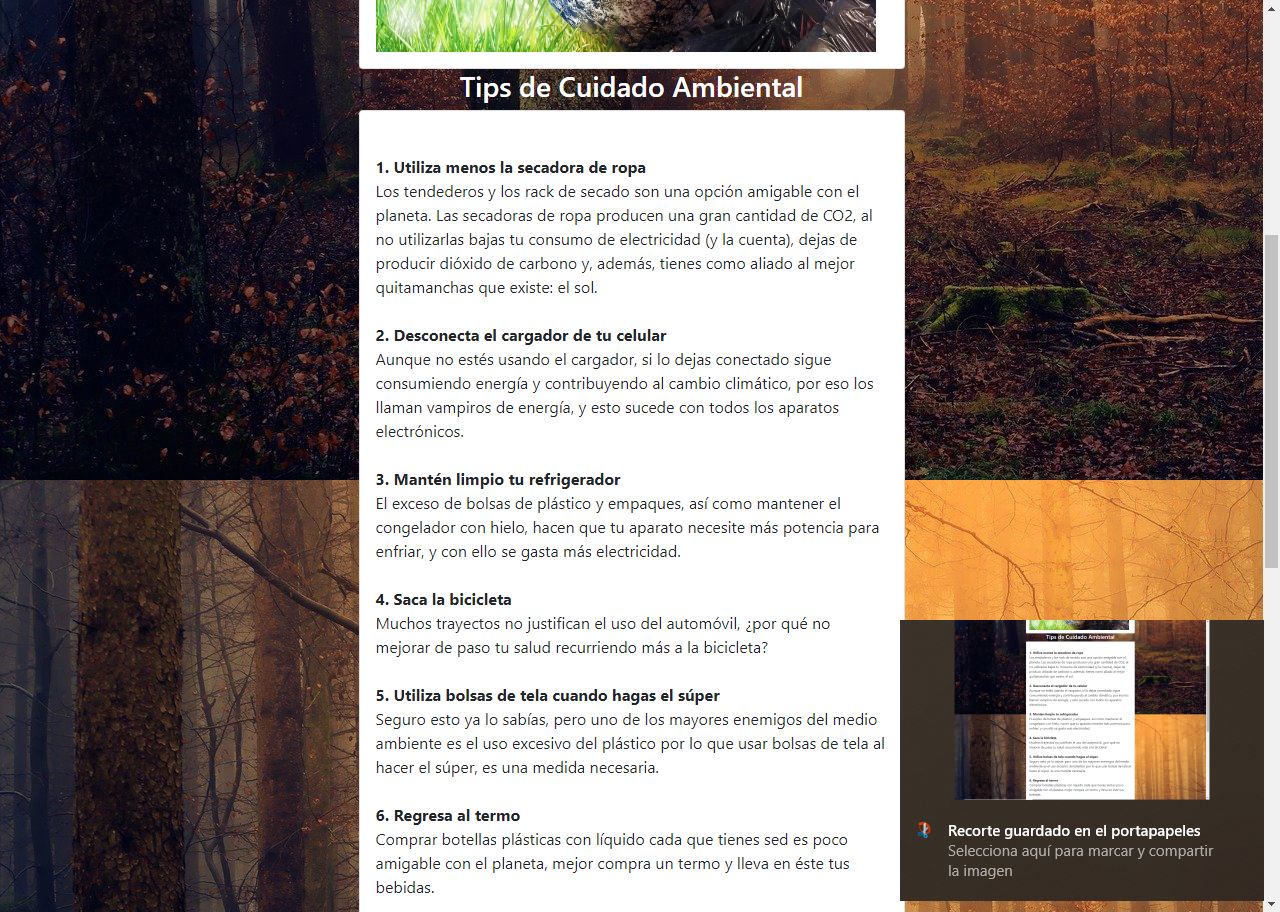 Tips de Cuidado Ambiental
1. Utiliza menos la secadora de ropa
Los tendederos y los rack de secado son una opción amigable con el
planeta. Las secadoras de ropa producen una gran cantidad de CO2, al
no utilizarlas bajas tu consumo de electricidad (y la cuenta), dejas de
producir dióxido de carbono y, además, tienes como aliado al mejor
quitamanchas que existe: el sol.
2. Desconecta el cargador de tu celular
Aunque no estés usando el cargador, si lo dejas conectado sigue
consumiendo energía y contribuyendo al cambio climático, por eso los
llaman vampiros de energía, y esto sucede con todos los aparatos
electrónicos.
3. Mantén limpio tu refrigerador
El exceso de bolsas de plástico y empaques, así como mantener el
congelador con hielo, hacen que tu aparato necesite más potencia para
enfriar, y con ello se gasta más electricidad.
4. Saca la bicicleta
Muchos trayectos no justifican el uso del automóvil, ¿por qué no
mejorar de paso tu salud recurriendo más a la bicicleta?
5. Utiliza bolsas de tela cuando hagas el súper
Seguro esto ya lo sabías, pero uno de los mayores enemigos del medio
ambiente es el uso excesivo del plástico por lo que usar bolsas de tela al
hacer el súper, es una medida necesaria.
6. Regresa al termo
Comprar botellas plásticas con líquido cada que tienes sed es poco
amigable con el planeta, mejor compra un termo y lleva en éste tus
bebidas.
Tips de Cuidado Ambiental
Recorte guardado en el portapapeles
Selecciona aquí para marcar y compartir
la imagen